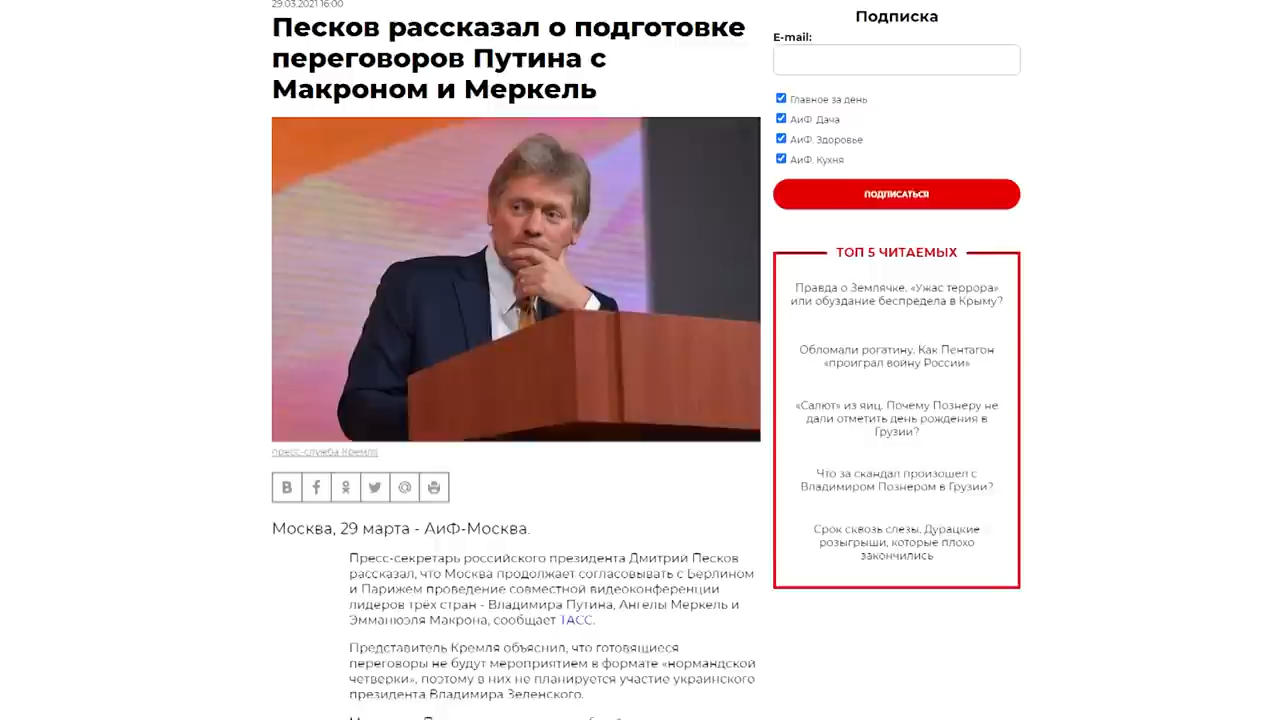 29.03.2021 16:00
Песков рассказал о подготовке
переговоров Путина с
Макроном и Меркель
пресс-служба Кремля
Москва, 29 марта - АиФ-Москва.
Пресс-секретарь российского президента Дмитрий Песков
рассказал, что Москва продолжает согласовывать с Берлином
и Парижем проведение совместной видеоконференции
лидеров трёх стран - Владимира Путина, Ангелы Меркель и
Эммануэля Макрона, сообщает ТАСС.
Представитель Кремля объяснил, что готовящиеся
переговоры не будут мероприятием в формате «нормандской
четверки», поэтому в них не планируется участие украинского
президента Владимира Зеленского.
Подписка
E-mail:
Главное за день
АиФ. Дача
АиФ. Здоровье
АиФ. Кухня
ПОДПИСАТЬСЯ
ТОП 5 ЧИТАЕМЫХ
Правда о Землячке. «Ужас террора»
или обуздание беспредела в Крыму?
Обломали рогатину. Как Пентагон
«проиграл войну России»
«Салют» из яиц. Почему Познеру не
дали отметить день рождения в
Грузии?
Что за скандал произошел с
Владимиром Познером в Грузии?
Срок сквозь слезы. Дурацкие
розыгрыши, которые плохо
закончились